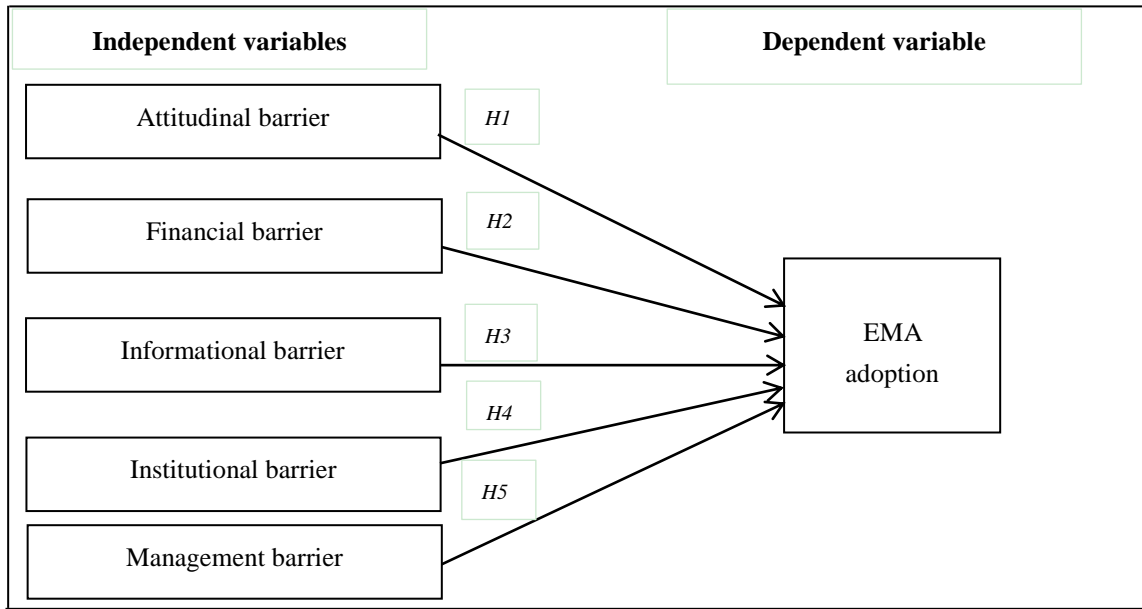 Independent variables
Dependent variable
Attitudinal barrier
H1
Financial barrier
H2
Informational barrier
H3
EMA
adoption
H4
Institutional barrier
H5
Management barrier